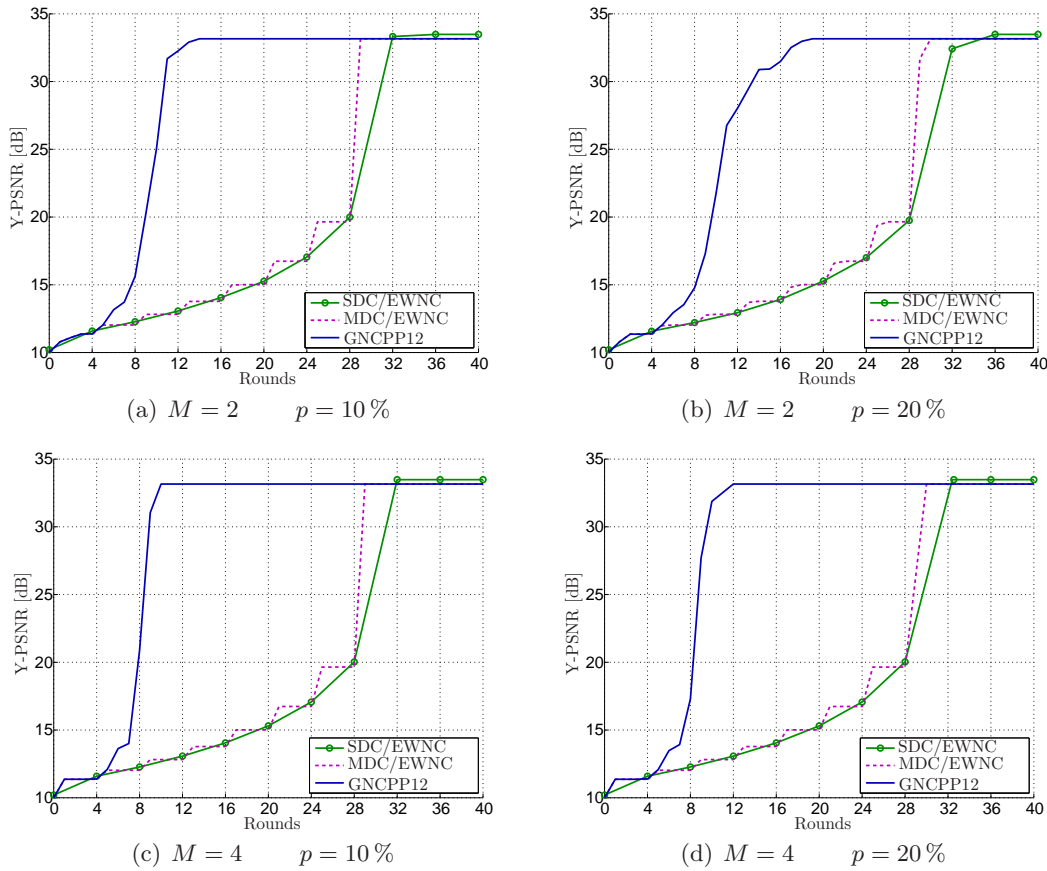 35
30
25
20
15
10
Y-PSNR [dB]
0 4 8 12 16 20 24 28 32 36 40
Rounds
SDC/EWNC
MDC/EWNC
GNCPP12
(a) M = 2 p = 10 %
35
30
25
20
15
10
Y-PSNR [dB]
0 4 8 12 16 20 24 28 32 36 40
Rounds
SDC/EWNC
MDC/EWNC
GNCPP12
(b) M = 2 p = 20 %
35
30
25
20
15
10
Y-PSNR [dB]
0 4 8 12 16 20 24 28 32 36 40
Rounds
SDC/EWNC
MDC/EWNC
GNCPP12
(c) M = 4 p = 10 %
35
30
25
20
15
10
Y-PSNR [dB]
0 4 8 12 16 20 24 28 32 36 40
Rounds
SDC/EWNC
MDC/EWNC
GNCPP12
(d) M = 4 p = 20 %